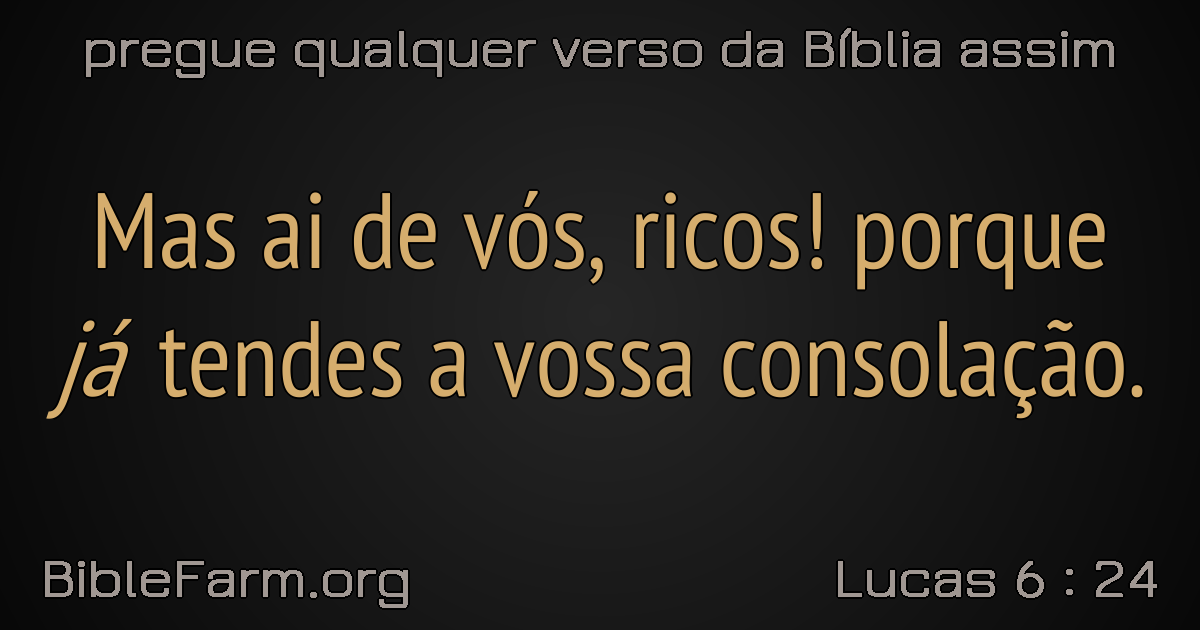 pregue qualquer verso da Bíblia assim
Mas ai de vós, ricos! porque
já tendes a vossa consolação.
BibleFarm.org
Lucas 6 : 24